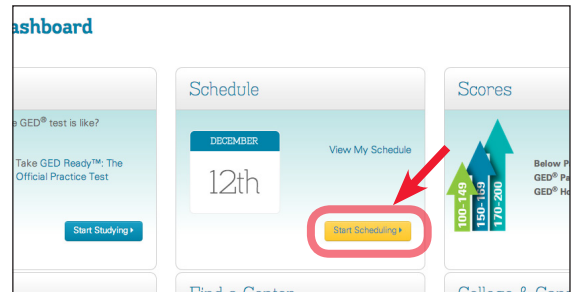 ashboard
Schedule
Scores
e GED® test is like?
Take GED Ready™: The
Official Practice Test
Start Studying
DECEMBER
12th
View My Schedule
Start Scheduling
100-149
150-169
170-200
Below P
GED® Pa
GED® Ho
Find a Center
College & Care